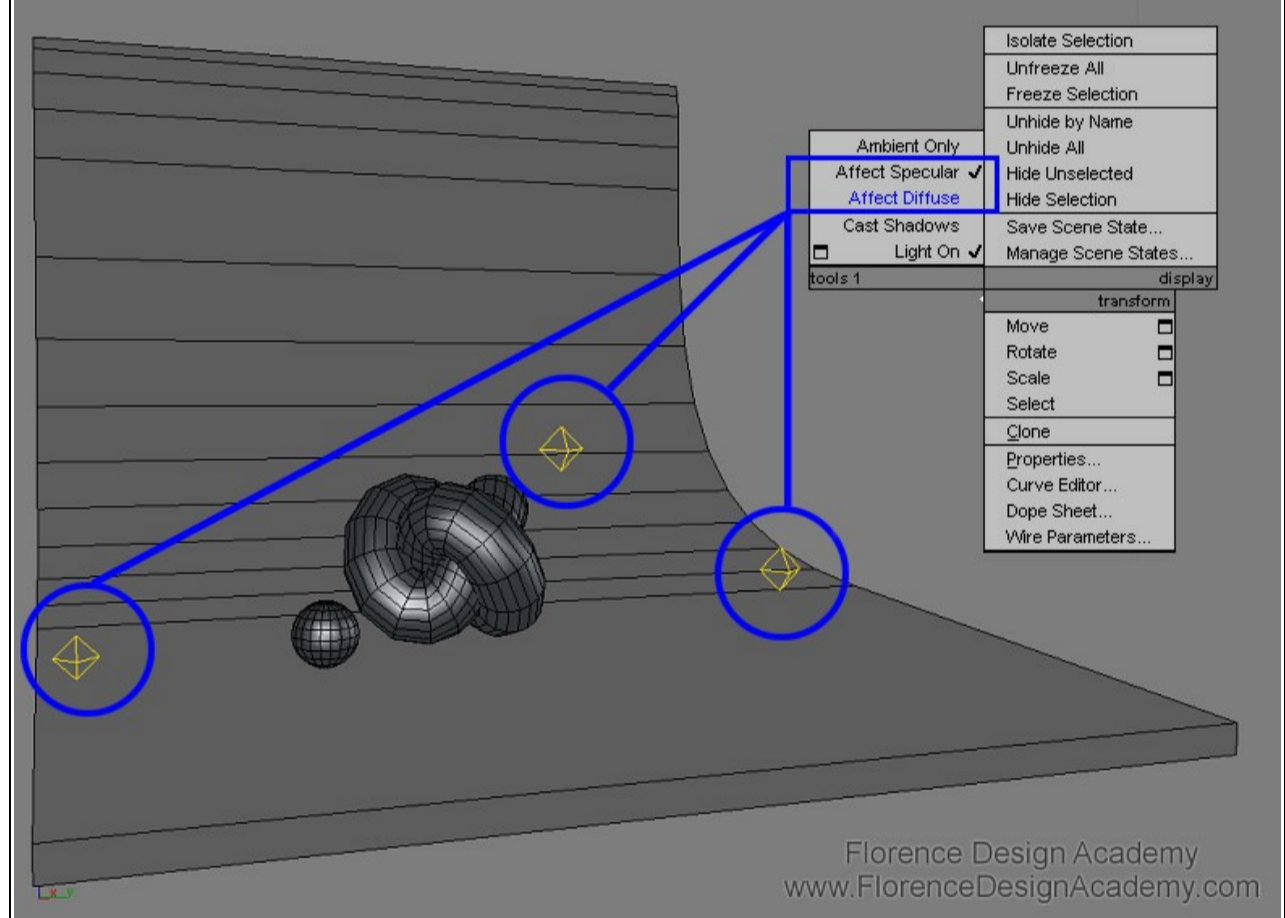 Isolate Selection
Unfreeze All
Freeze Selection
Unhide by Name
Unhide All
Hide Unselected
Hide Selection
Save Scene State...
Manage Scene States...
display
Ambient Only
Affect Specular
Affect Diffuse
Cast Shadows
Light On
tools 1
transform
Move
Rotate
Scale
Select
Clone
Properties...
Curve Editor...
Dope Sheet...
Wire Parameters...
x y
Florence Design Academy
www.FlorenceDesignAcademy.com